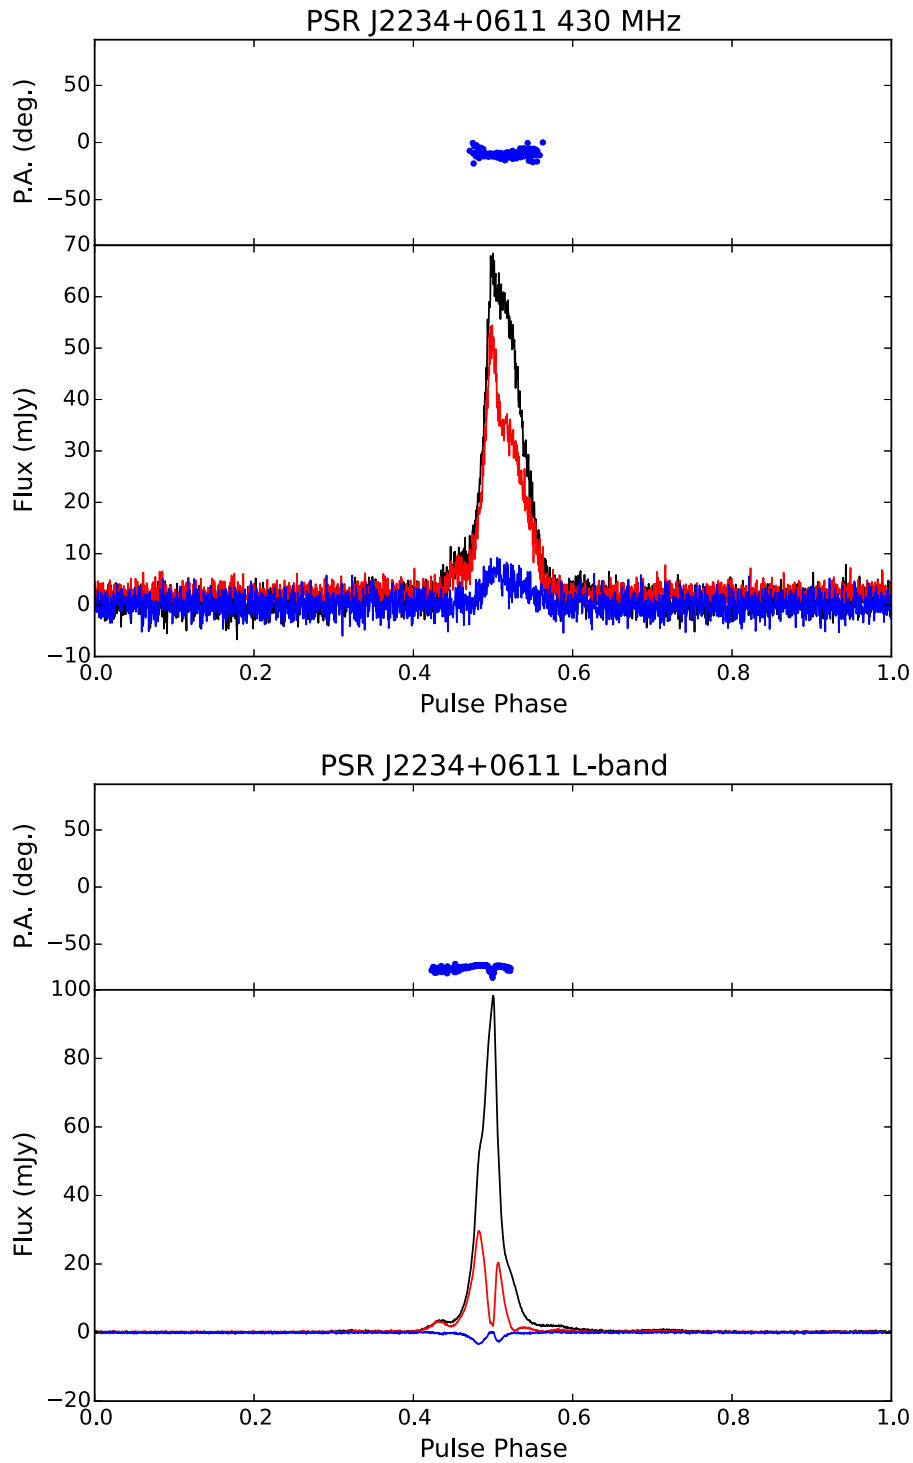 PSR J2234+0611 430 MHz
P.A. (deg.)
50
0
−50
Flux (mJy)
70
60
50
40
30
20
10
0
−10
0.0 0.2 0.4 0.6 0.8 1.0
Pulse Phase
PSR J2234+0611 L-band
P.A. (deg.)
50
0
−50
Flux (mJy)
100
80
60
40
20
0
−20
0.0 0.2 0.4 0.6 0.8 1.0
Pulse Phase